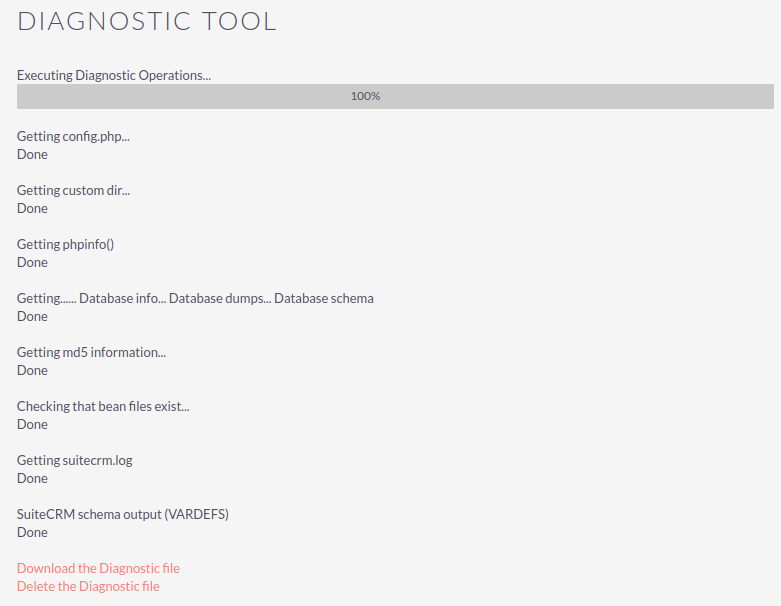 DIAGNOSTIC TOOL
Executing Diagnostic Operations...
100%
Getting config.php...
Done
Getting custom dir...
Done
Getting phpinfo()
Done
Getting...... Database info... Database dumps... Database schema
Done
Getting md5 information...
Done
Checking that bean files exist...
Done
Getting suitecrm.log
Done
SuiteCRM schema output (VARDEFS)
Done
Download the Diagnostic file
Delete the Diagnostic file